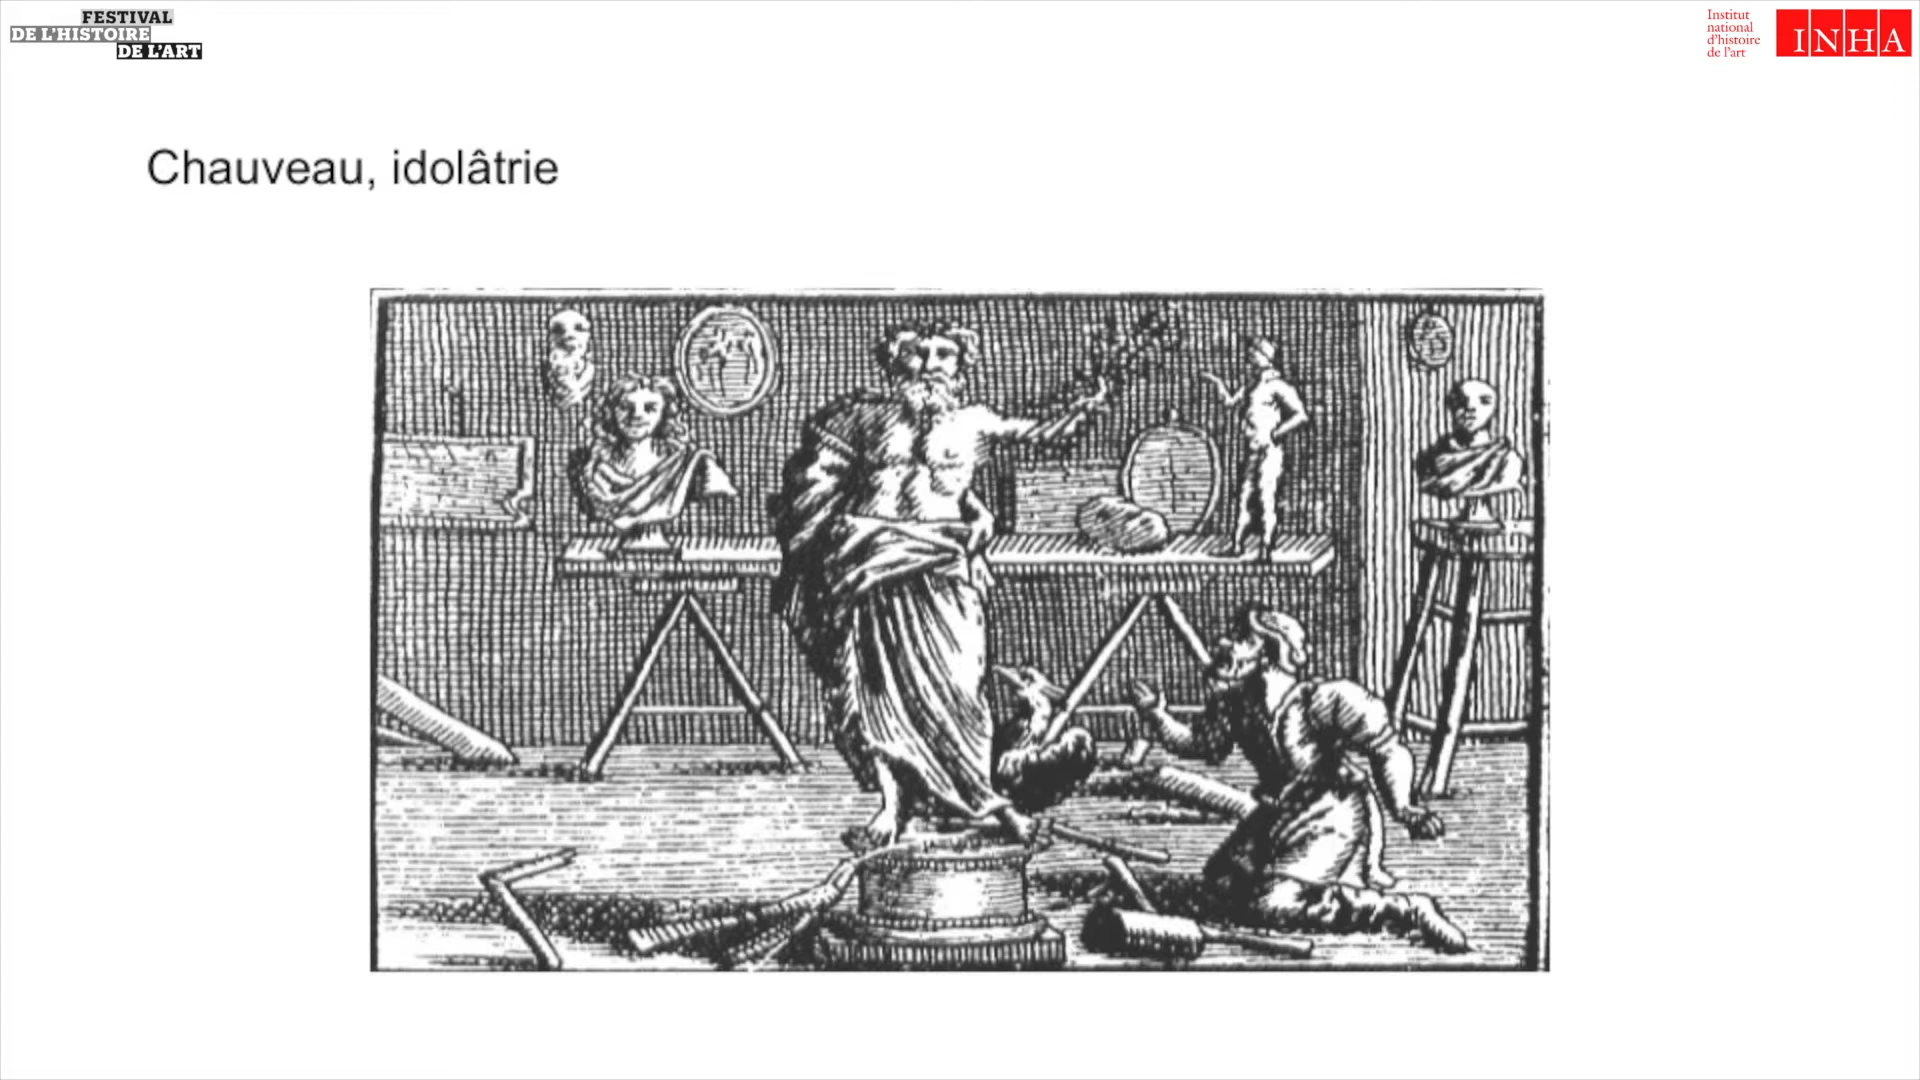 FESTIVAL
DE L'HISTOIRE
DE L'ART
Institut
national
d'histoire
de l'art
INHA
Chauveau, idolâtrie